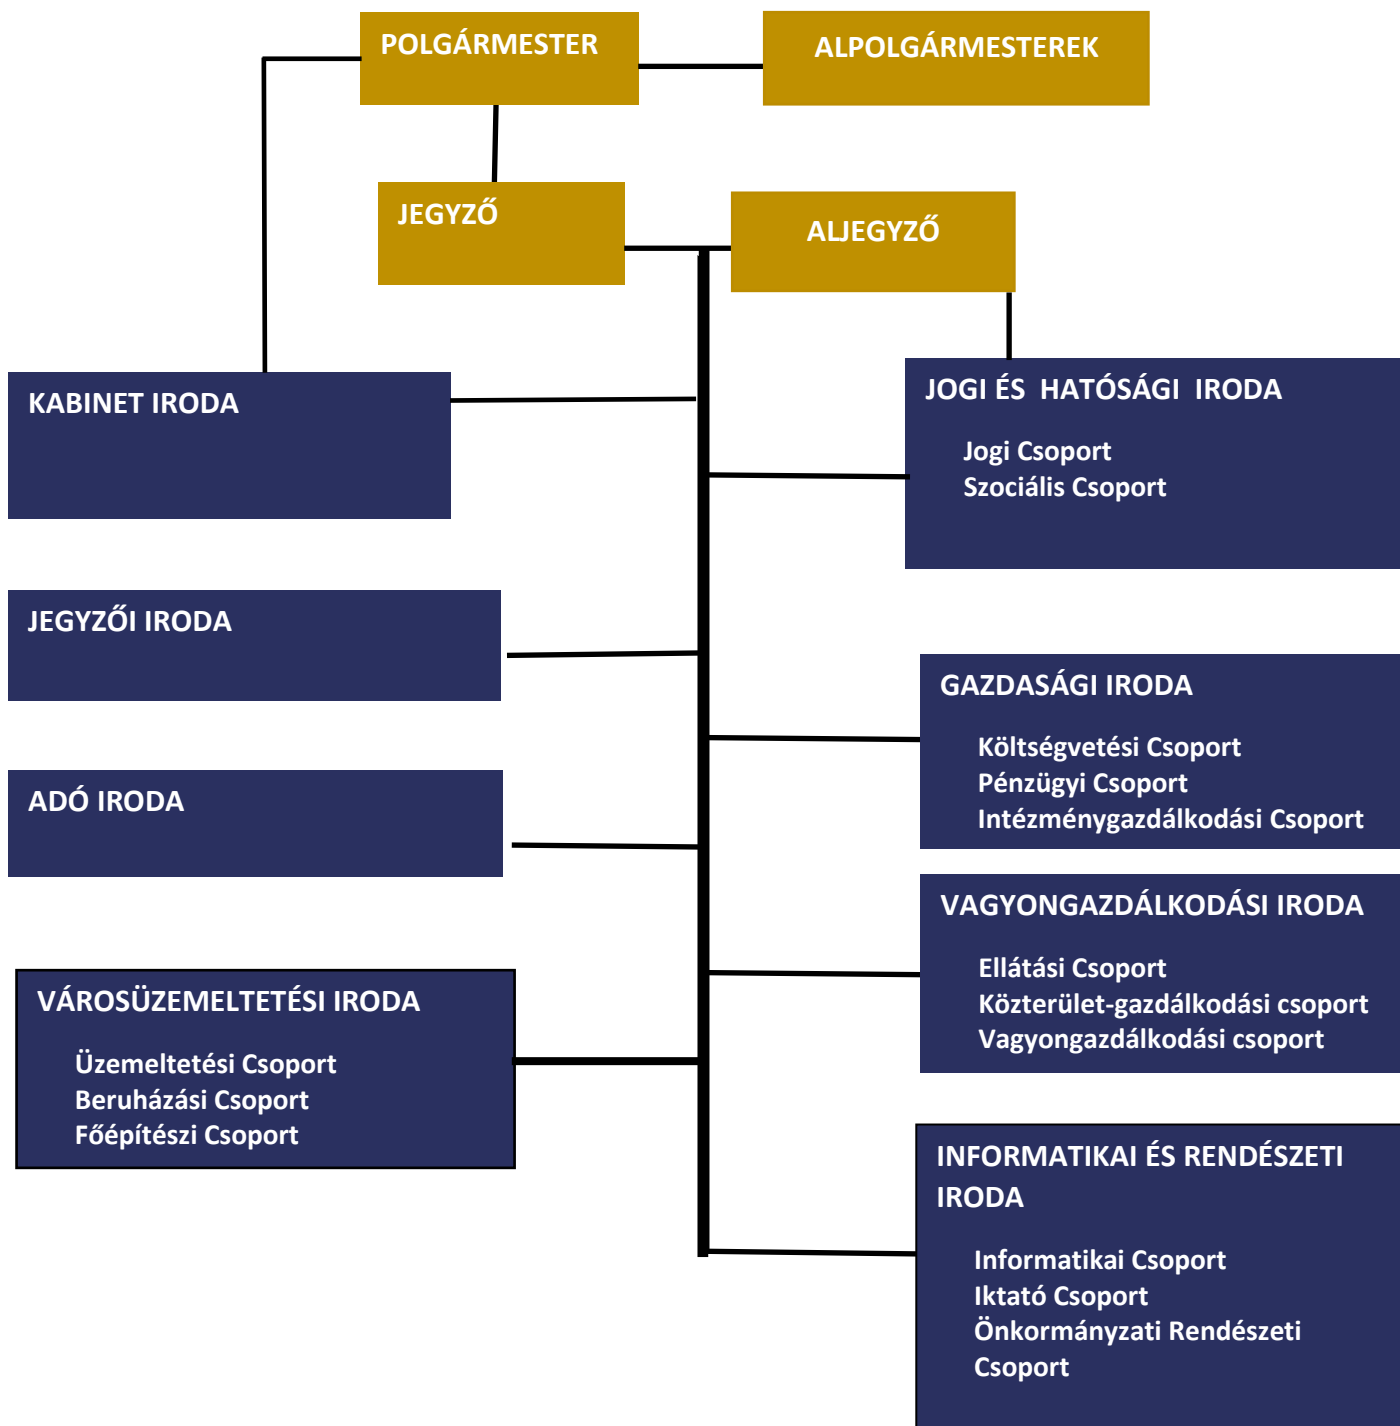 POLGÁRMESTER
ALPOLGÁRMESTEREK
JEGYZŐ
ALJEGYZŐ
KABINET IRODA
JOGI ÉS  HATÓSÁGI  IRODA
Jogi Csoport
Szociális Csoport
JEGYZŐI IRODA
GAZDASÁGI IRODA
Költségvetési Csoport
Pénzügyi Csoport
Intézménygazdálkodási Csoport
ADÓ IRODA
VAGYONGAZDÁLKODÁSI IRODA
Ellátási Csoport
Közterület-gazdálkodási csoport
Vagyongazdálkodási csoport
VÁROSÜZEMELTETÉSI IRODA
Üzemeltetési Csoport
Beruházási Csoport
Főépítészi Csoport
INFORMATIKAI ÉS RENDÉSZETI
IRODA
Informatikai Csoport
Iktató Csoport
Önkormányzati Rendészeti
Csoport